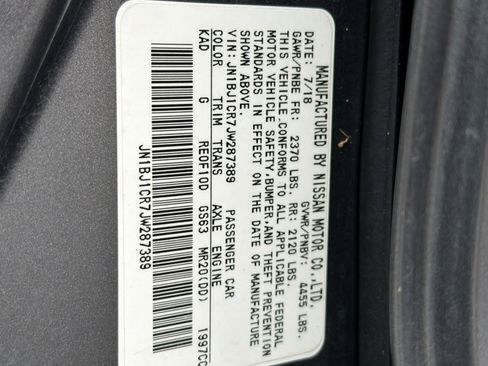 MANUFACTURED BY NISSAN MOTOR CO.,LTD.
DATE: 7/18 GVWR/PNBV: 4455 LBS.
GAWR/PNBE FR: 2370 LBS. RR: 2120 LBS.
THIS VEHICLE CONFORMS TO ALL APPLICABLE FEDERAL
MOTOR VEHICLE SAFETY,BUMPER,AND THEFT PREVENTION
STANDARDS IN EFFECT ON THE DATE OF MANUFACTURE
SHOWN ABOVE.
VIN:JN1BJ1CR7JW287389 PASSENGER CAR
COLOR TRIM TRANS AXLE ENGINE
KAD G RE0F10D GS63 MR20(DD) 1997CC
JN1BJ1CR7JW287389